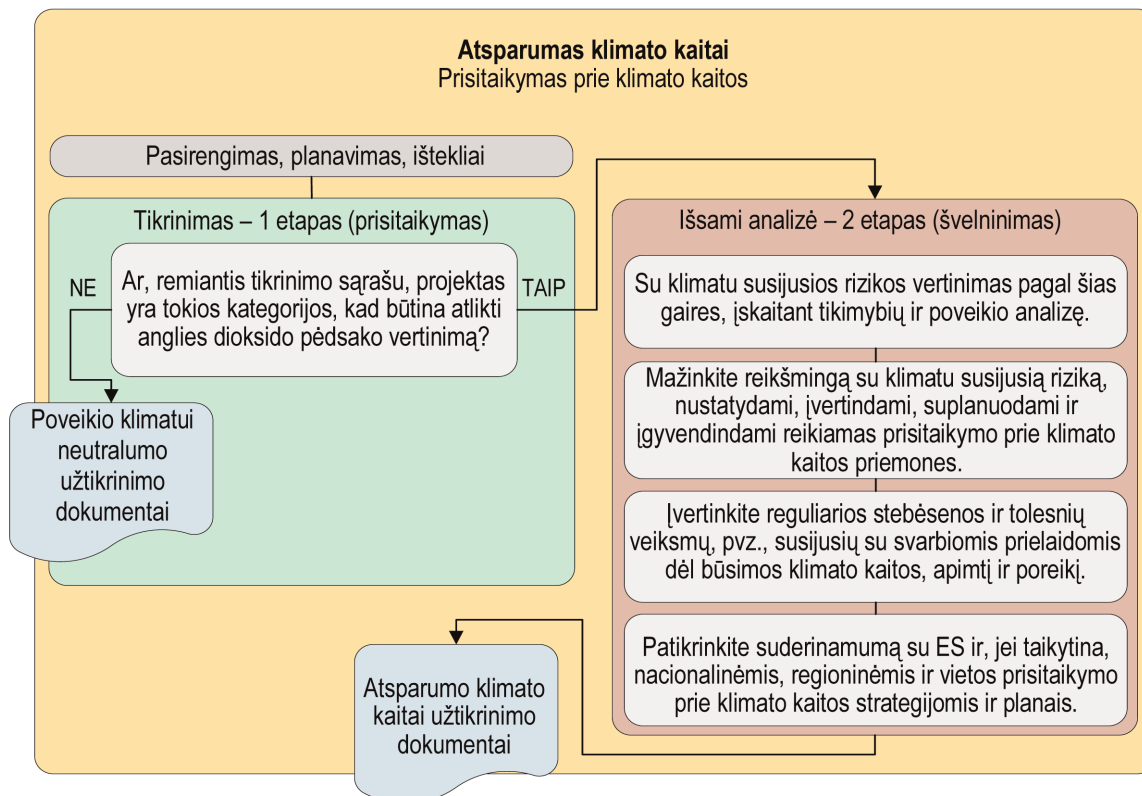 Atsparumas klimato kaitai
Prisitaikymas prie klimato kaitos
Pasirengimas, planavimas, ištekliai
Tikrinimas – 1 etapas (prisitaikymas)
NE
Ar, remiantis tikrinimo sąrašu, projektas
yra tokios kategorijos, kad būtina atlikti
anglies dioksido pėdsako vertinimą?
TAIP
Poveikio klimatui
neutralumo
užtikrinimo
dokumentai
Išsami analizė – 2 etapas (švelninimas)
Su klimatu susijusios rizikos vertinimas pagal šias
gaires, įskaitant tikimybių ir poveikio analizę.
Mažinkite reikšmingą su klimatu susijusią riziką,
nustatydami, įvertindami, suplanuodami ir
įgyvendindami reikiamas prisitaikymo prie klimato
kaitos priemones.
Įvertinkite reguliarios stebėsenos ir tolesnių
veiksmų, pvz., susijusių su svarbiomis prielaidomis
dėl būsimos klimato kaitos, apimtį ir poreikį.
Patikrinkite suderinamumą su ES ir, jei taikytina,
nacionalinėmis, regioninėmis ir vietos prisitaikymo
prie klimato kaitos strategijomis ir planais.
Atsparumo klimato
kaitai užtikrinimo
dokumentai